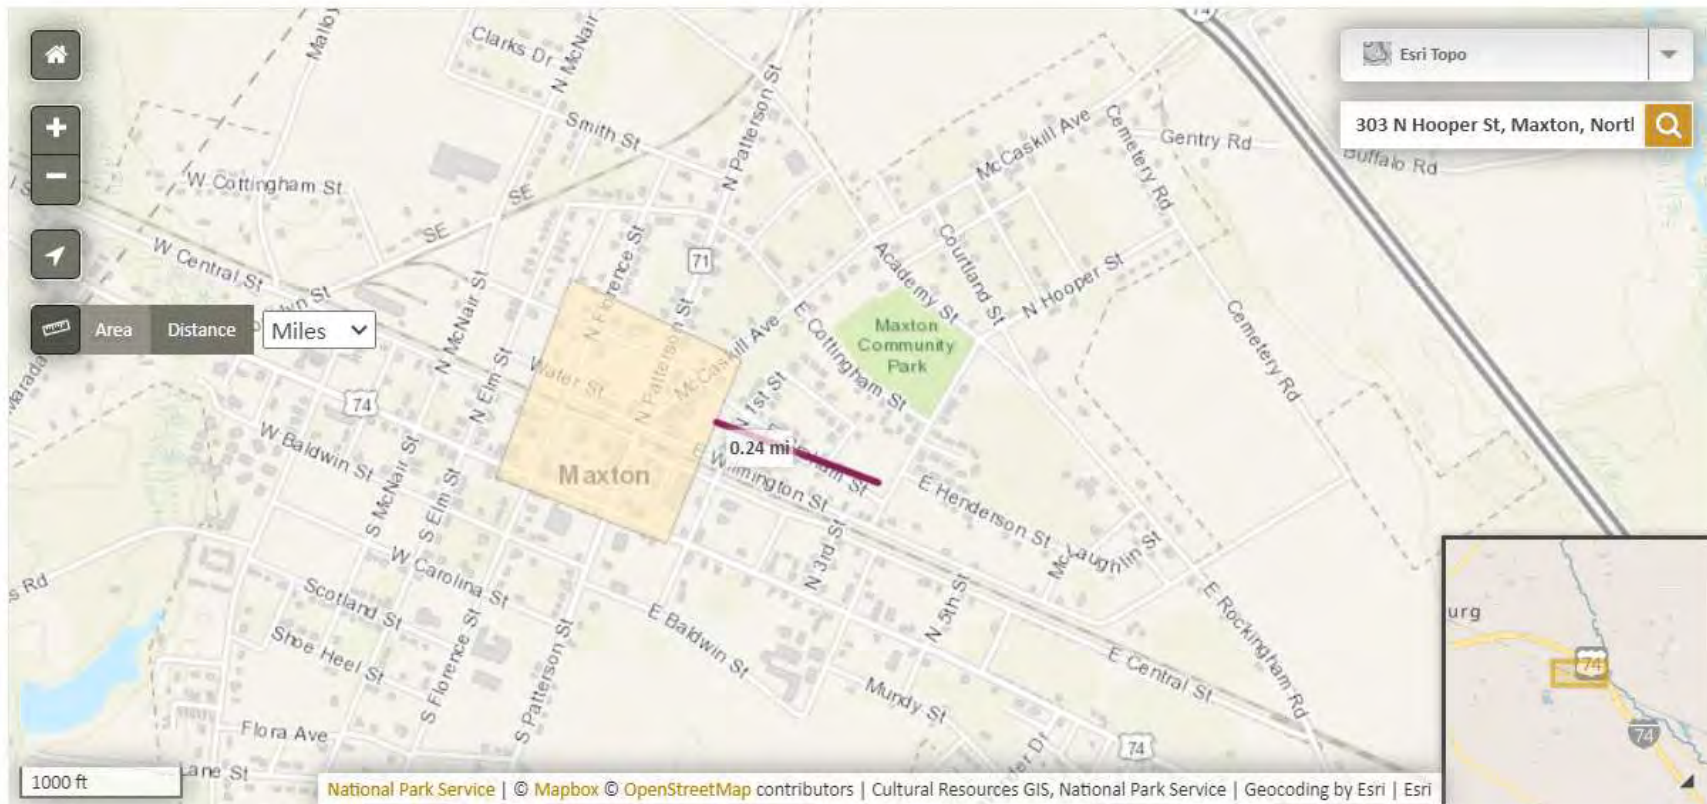 Clarks Dr
N McNair St
Malloy
74
Esri Topo
303 N Hooper St, Maxton, Nortl
Smith St
N Patterson St
McCaskill Ave
Cemetery Rd
Gentry Rd
Buffalo Rd
W Cottingham St
SE
SE
W Central St
71
N Florence St
Academy St
Courtland St
N Hooper St
Cemetery Rd
Area
Distance
Miles
N McNair St
N Elm St
Water St
N Patterson St
McCaskill Ave
E Cottingham St
Maxton
Community
Park
74
N 1st St
0.24 mi
W Baldwin St
Maxton
E Wilmington St
E Henderson St
S McNair St
S Elm St
W Carolina St
N 3rd St
McLaughlin St
s Rd
Scotland St
Shoe Heel St
S Florence St
S Patterson St
E Baldwin St
N 5th St
E Rockingham Rd
E Central St
Mundy St
Flora Ave
Lane St
74
urg
74
74
1000 ft
National Park Service | © Mapbox © OpenStreetMap contributors | Cultural Resources GIS, National Park Service | Geocoding by Esri | Esri